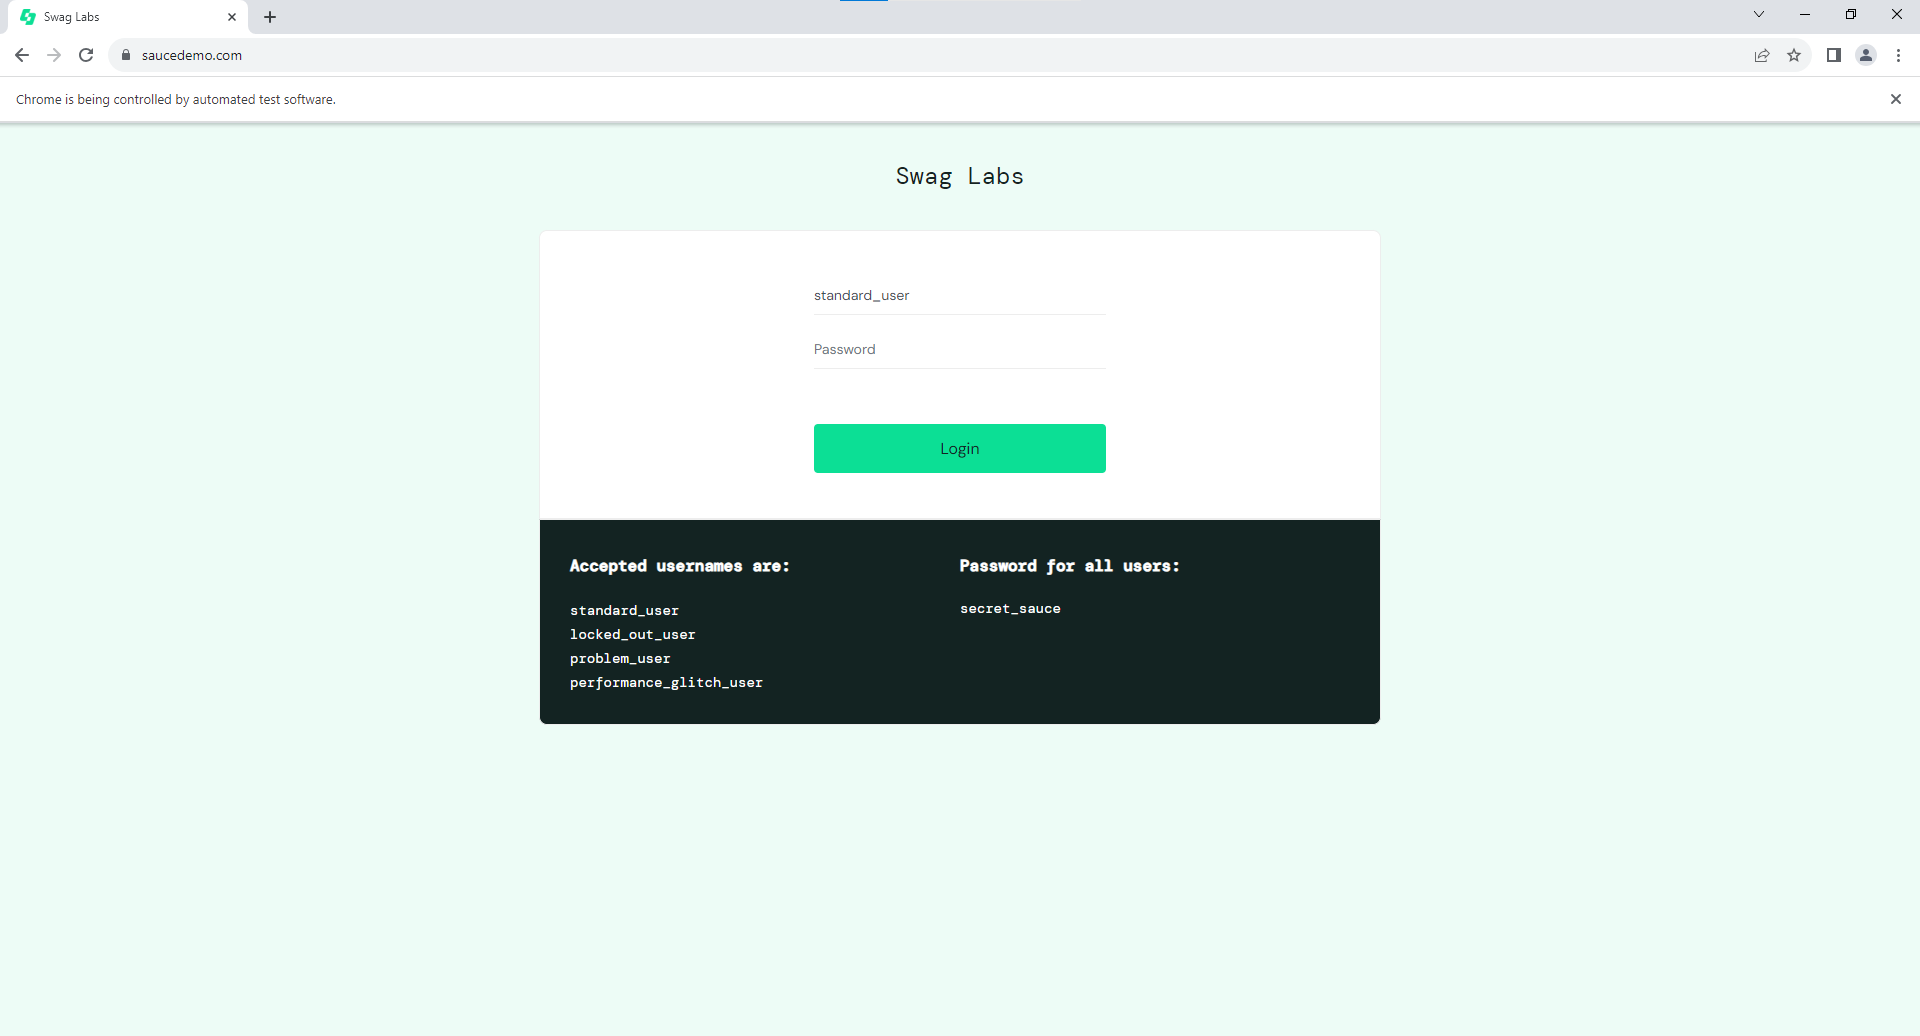 Swag Labs
saucedemo.com
Chrome is being controlled by automated test software.
Swag Labs
standard_user
Password
Login
Accepted usernames are:
standard_user
locked_out_user
problem_user
performance_glitch_user
Password for all users:
secret_sauce